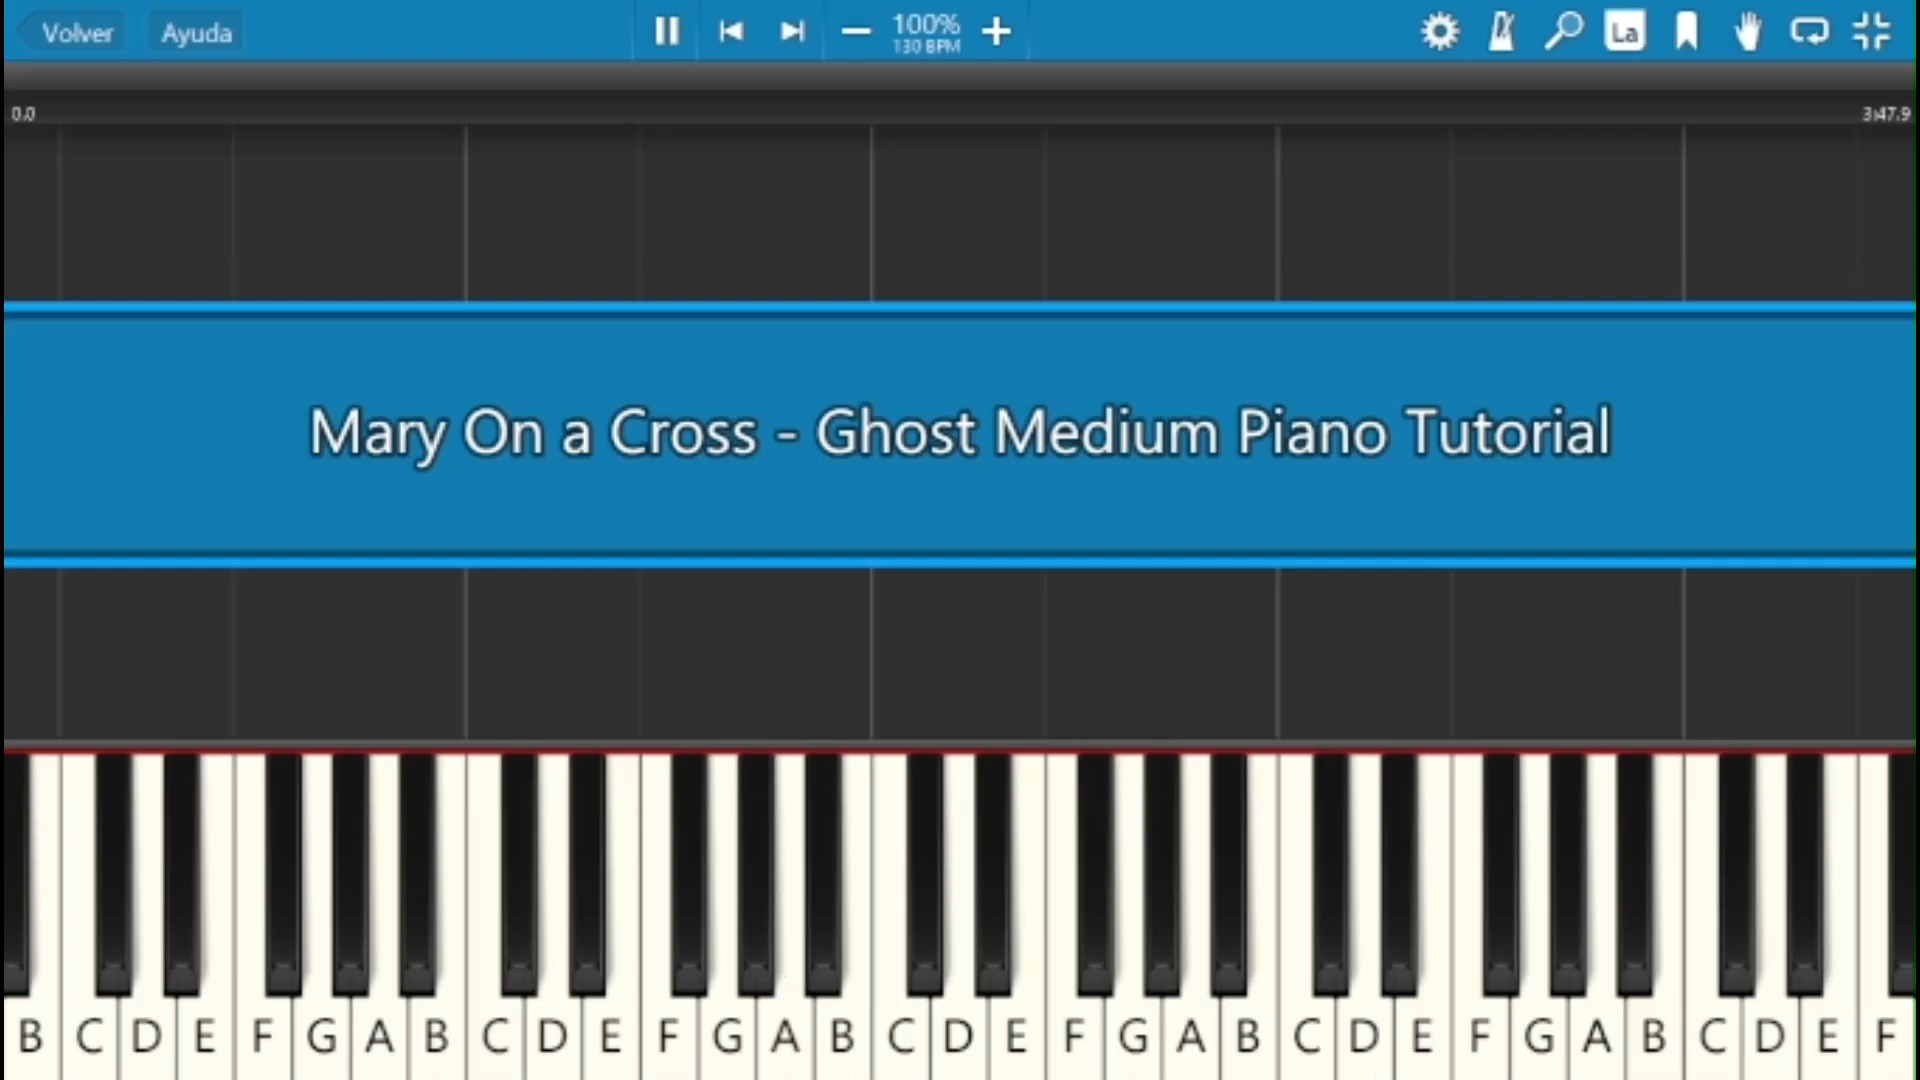 Volver Ayuda 100% La
130 BPM
0.0 3:47.9
Mary On a Cross - Ghost Medium Piano Tutorial
B C D E F G A B C D E F G A B C D E F G A B C D E F G A B C D E F